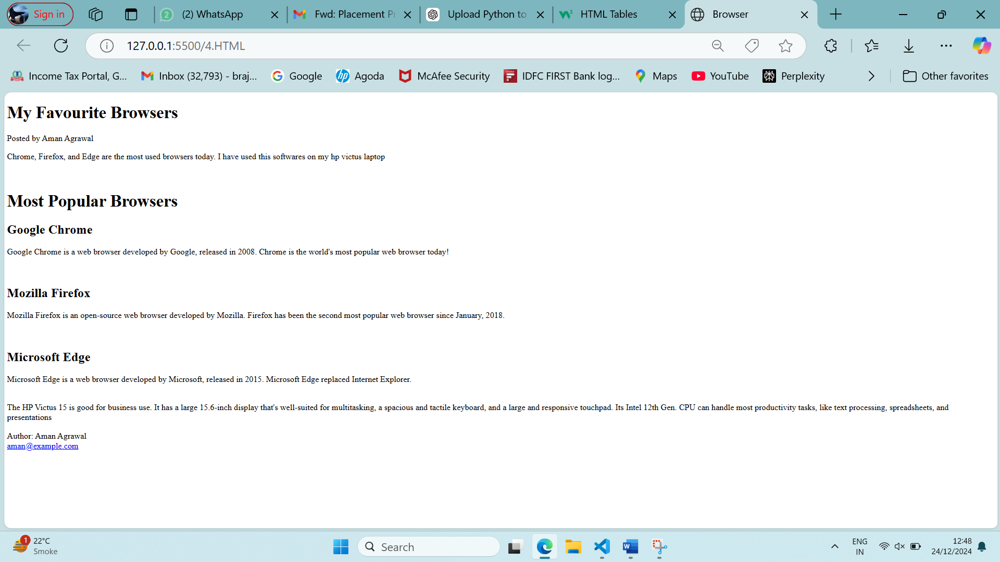 Sign in
2
(2) WhatsApp
Fwd: Placement Pr
Upload Python to
HTML Tables
Browser
127.0.0.1:5500/4.HTML
Income Tax Portal, G...
Inbox (32,793) - braj...
Google
Agoda
McAfee Security
IDFC FIRST Bank log...
Maps
YouTube
Perplexity
Other favorites
My Favourite Browsers
Posted by Aman Agrawal
Chrome, Firefox, and Edge are the most used browsers today. I have used this softwares on my hp victus laptop
Most Popular Browsers
Google Chrome
Google Chrome is a web browser developed by Google, released in 2008. Chrome is the world's most popular web browser today!
Mozilla Firefox
Mozilla Firefox is an open-source web browser developed by Mozilla. Firefox has been the second most popular web browser since January, 2018.
Microsoft Edge
Microsoft Edge is a web browser developed by Microsoft, released in 2015. Microsoft Edge replaced Internet Explorer.
The HP Victus 15 is good for business use. It has a large 15.6-inch display that's well-suited for multitasking, a spacious and tactile keyboard, and a large and responsive touchpad. Its Intel 12th Gen. CPU can handle most productivity tasks, like text processing, spreadsheets, and
presentations
Author: Aman Agrawal
aman@example.com
1
22°C
Smoke
Search
ENG
IN
12:48
24/12/2024